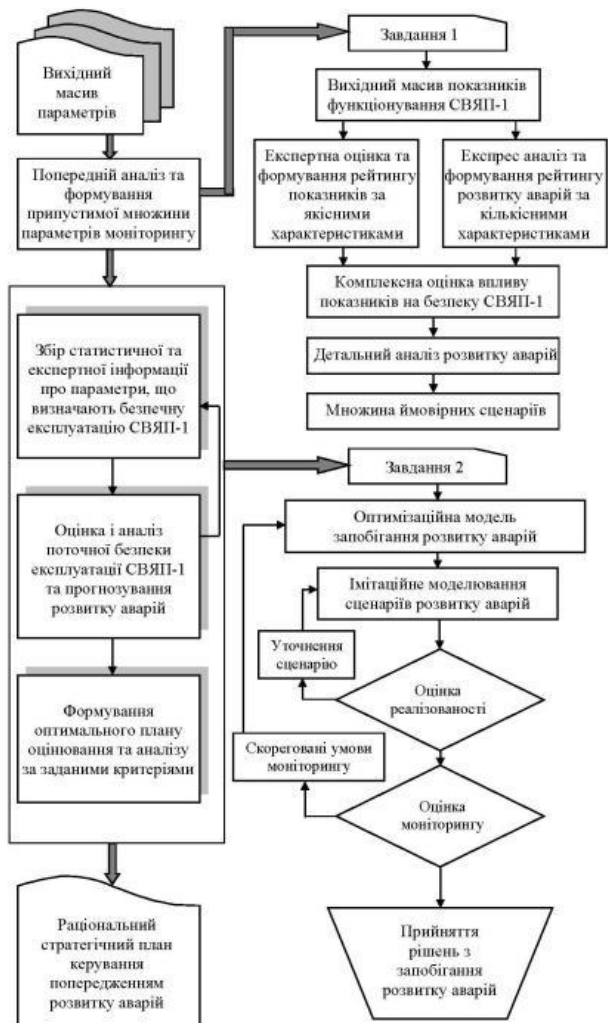 Вихідний
масив
параметрів
Попередній аналіз та
формування
припустимої множини
параметрів моніторингу
Збір статистичної та
експертної інформації
про параметри, що
визначають безпечну
експлуатацію СВЯП-1
Оцінка і аналіз
поточної безпеки
експлуатації СВЯП-1
та прогнозування
розвитку аварій
Формування
оптимального плану
оцінювання та аналізу
за заданими критеріями
Раціональний
стратегічний план
керування
попередженням
розвитку аварій
Завдання 1
Вихідний масив показників
функціонування СВЯП-1
Експертна оцінка та
формування рейтингу
показників за
якісними
характеристиками
Експрес аналіз та
формування рейтингу
розвитку аварій за
кількісними
характеристиками
Комплексна оцінка впливу
показників на безпеку СВЯП-1
Детальний аналіз розвитку аварій
Множина ймовірних сценаріїв
Завдання 2
Оптимізаційна модель
запобігання розвитку аварій
Імітаційне моделювання
сценаріїв розвитку аварій
Уточнення
сценарію
Оцінка
реалізованості
Скореговані умови
моніторингу
Оцінка
моніторингу
Прийняття
рішень з
запобігання
розвитку аварій